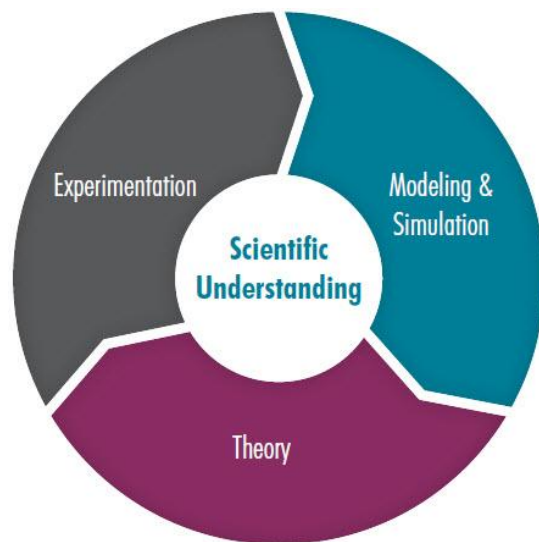 Experimentation
Modeling &
Simulation
Scientific
Understanding
Theory